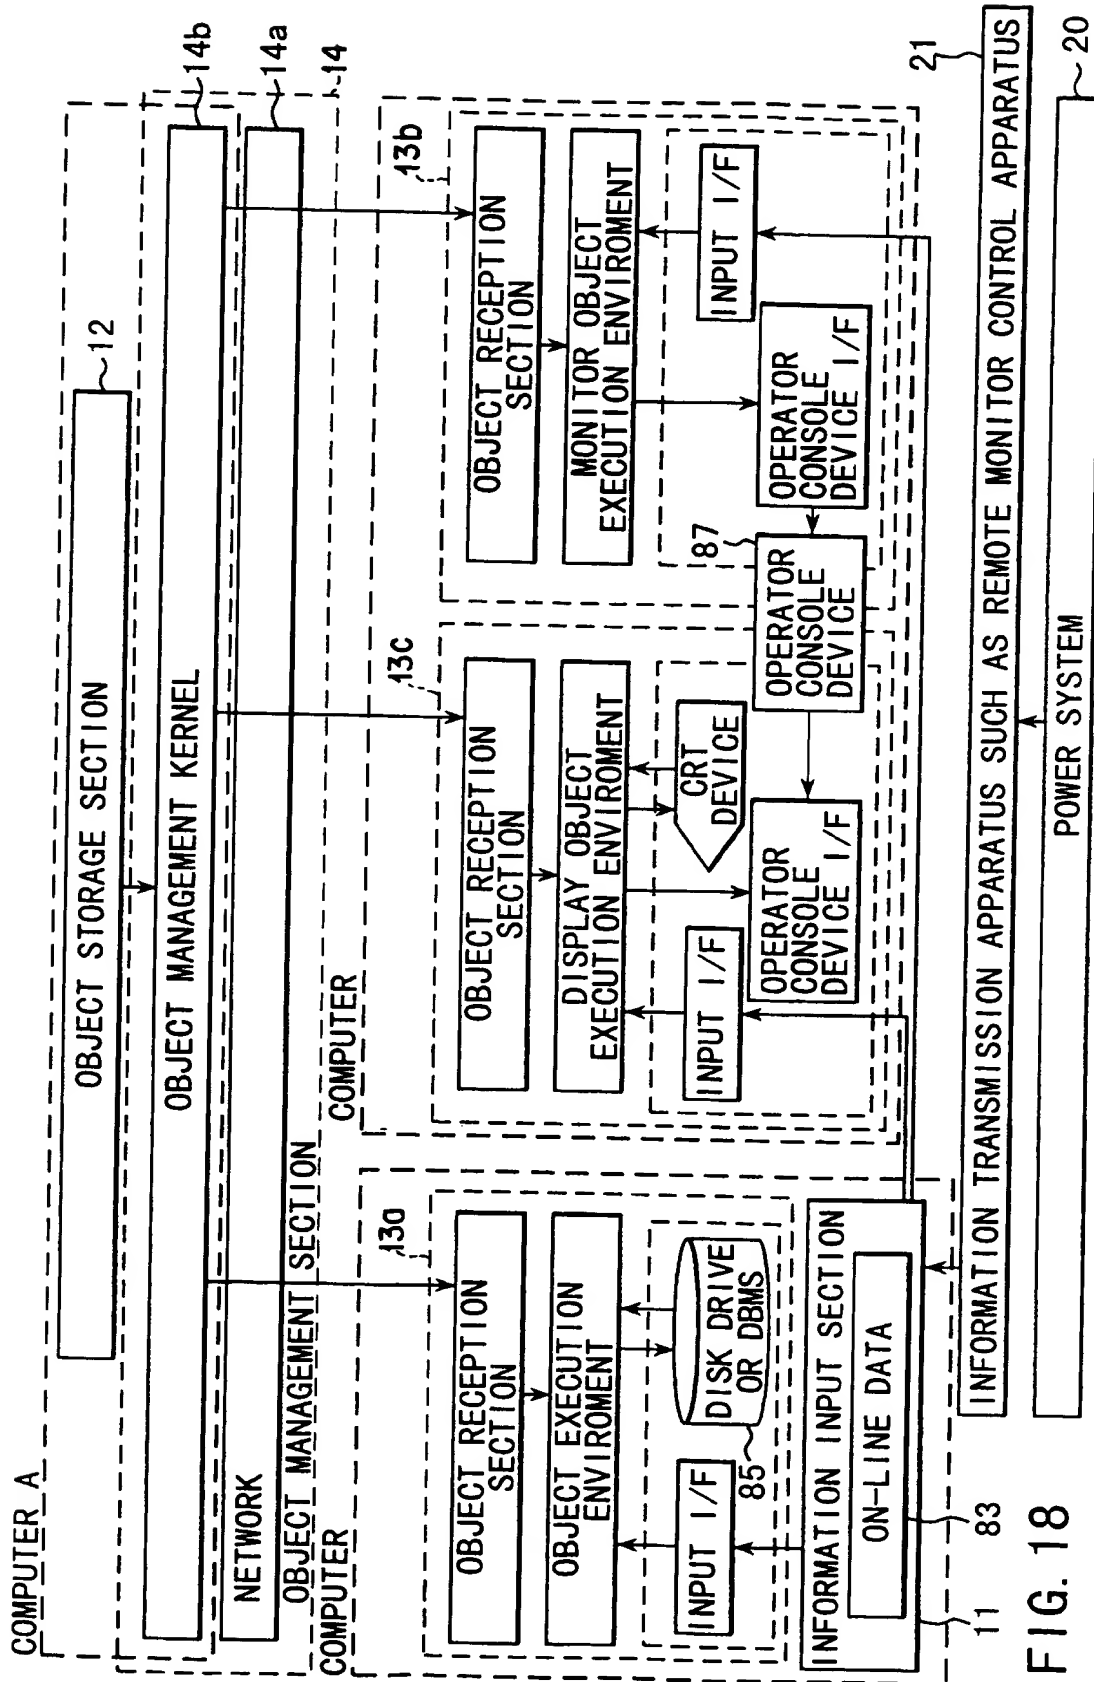 COMPUTER A
OBJECT STORAGE SECTION
12
OBJECT MANAGEMENT KERNEL
14b
NETWORK
14a
OBJECT MANAGEMENT SECTION
14
COMPUTER
13a
OBJECT RECEPTION
SECTION
OBJECT EXECUTION
ENVIROMENT
INPUT I/F
DISK DRIVE
OR DBMS
85
INFORMATION INPUT SECTION
ON-LINE DATA
83
11
COMPUTER
13c
OBJECT RECEPTION
SECTION
DISPLAY OBJECT
EXECUTION ENVIROMENT
INPUT I/F
CRT
DEVICE
OPERATOR
CONSOLE
DEVICE I/F
OPERATOR
CONSOLE
DEVICE
87
13b
OBJECT RECEPTION
SECTION
MONITOR OBJECT
EXECUTION ENVIROMENT
INPUT I/F
OPERATOR
CONSOLE
DEVICE I/F
INFORMATION TRANSMISSION APPARATUS SUCH AS REMOTE MONITOR CONTROL APPARATUS
21
POWER SYSTEM
20
FIG. 18